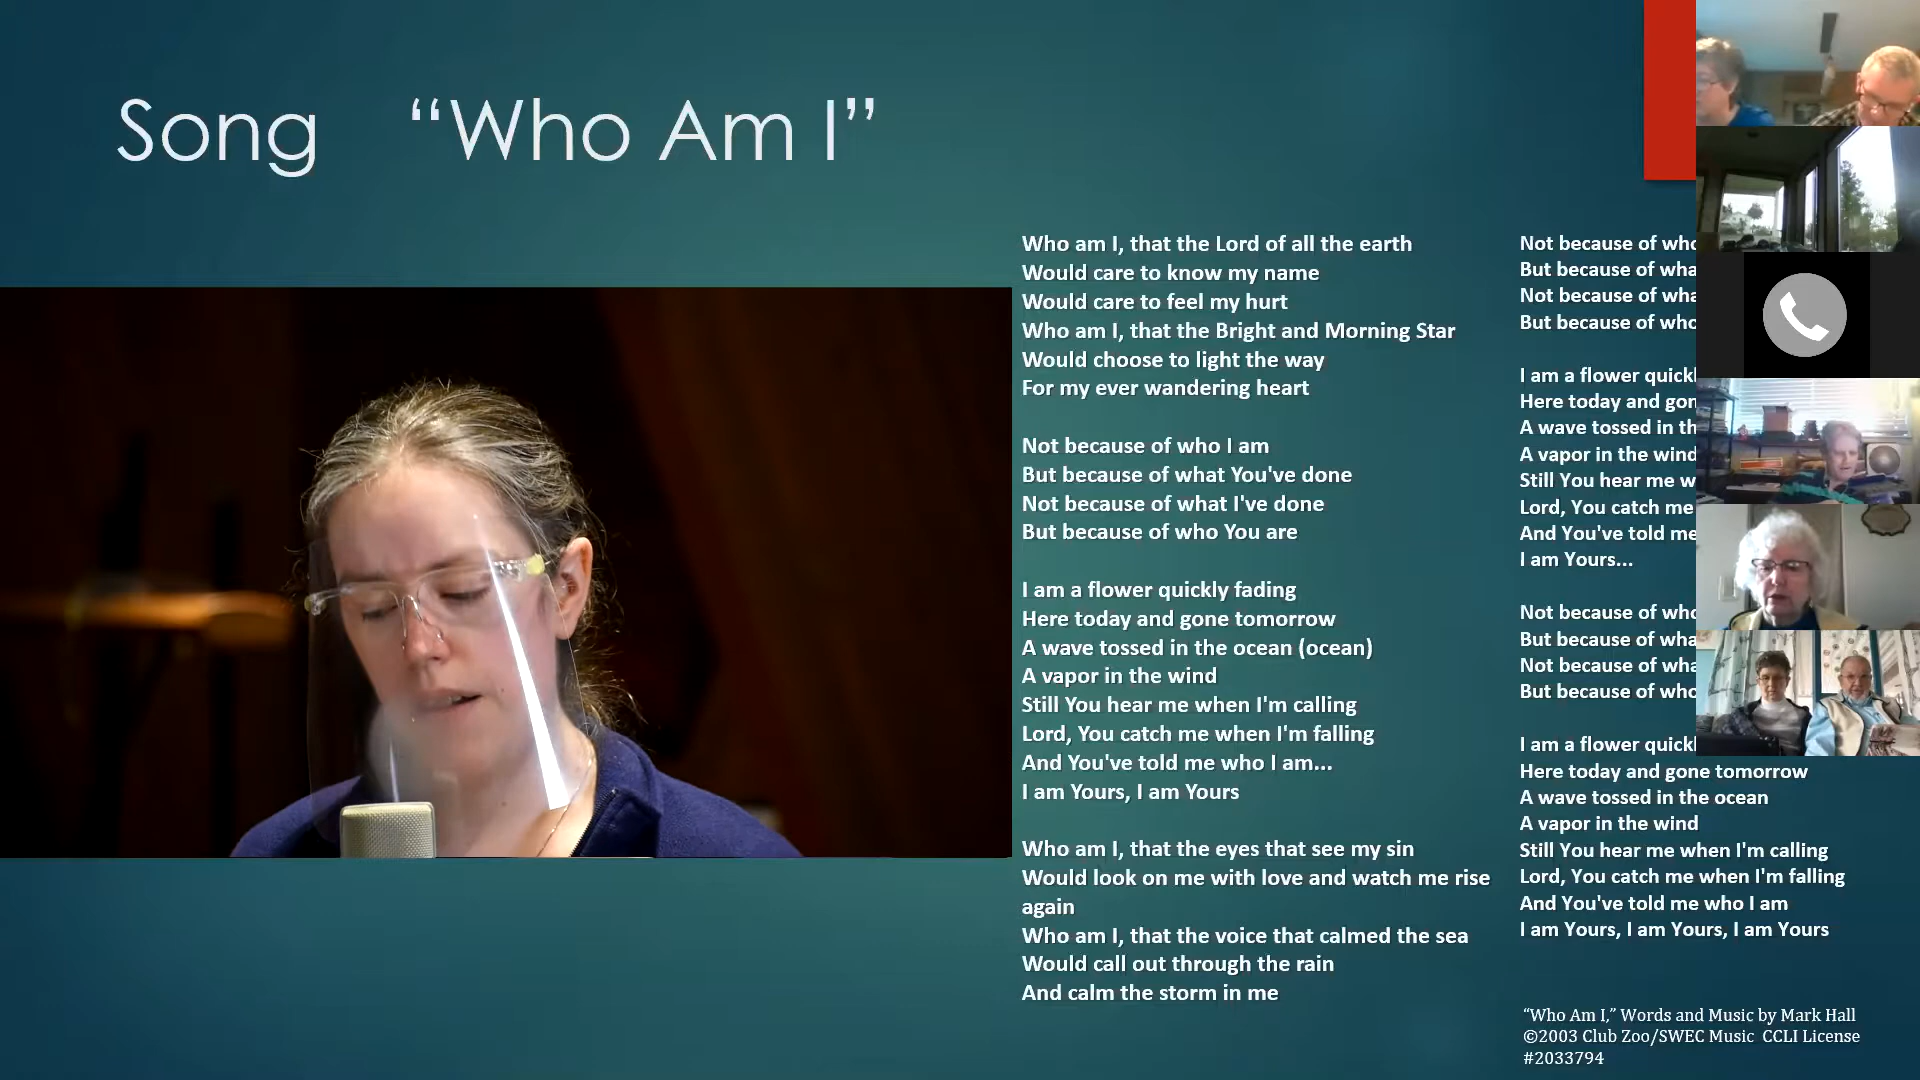 Song “Who Am I”
Who am I, that the Lord of all the earth
Would care to know my name
Would care to feel my hurt
Who am I, that the Bright and Morning Star
Would choose to light the way
For my ever wandering heart
Not because of who I am
But because of what You've done
Not because of what I've done
But because of who You are
I am a flower quickly fading
Here today and gone tomorrow
A wave tossed in the ocean (ocean)
A vapor in the wind
Still You hear me when I'm calling
Lord, You catch me when I'm falling
And You've told me who I am...
I am Yours, I am Yours
Who am I, that the eyes that see my sin
Would look on me with love and watch me rise
again
Who am I, that the voice that calmed the sea
Would call out through the rain
And calm the storm in me
Not because of who
But because of wha
Not because of wha
But because of who
I am a flower quickl
Here today and gon
A wave tossed in th
A vapor in the wind
Still You hear me w
Lord, You catch me
And You've told me
I am Yours...
Not because of who
But because of wha
Not because of wha
But because of who
I am a flower quickl
Here today and gone tomorrow
A wave tossed in the ocean
A vapor in the wind
Still You hear me when I'm calling
Lord, You catch me when I'm falling
And You've told me who I am
I am Yours, I am Yours, I am Yours
“Who Am I,” Words and Music by Mark Hall
©2003 Club Zoo/SWEC Music CCLI License
#2033794